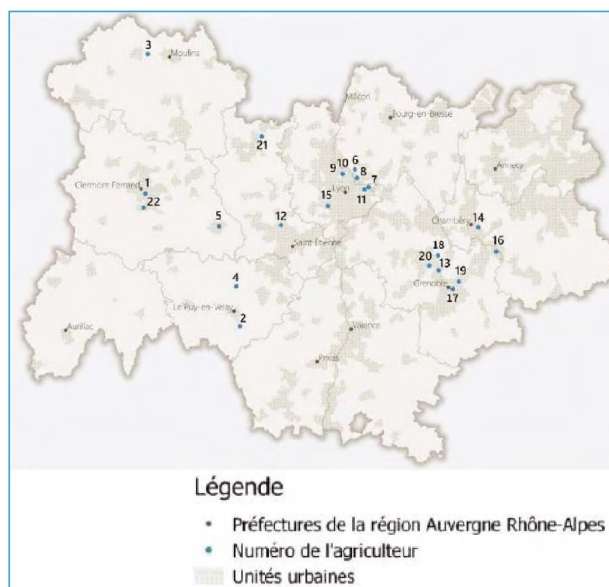 3
Moulins
Mâcon
Bourg-en-Bresse
21
6
10
9
8
7
Annecy
Clermont-Ferrand
1
Lyon
11
22
15
5
12
Chambéry
14
Saint-Étienne
18
16
20
13
4
19
Grenoble
17
Le Puy-en-Velay
2
Aurillac
Valence
Privas
Légende
Préfectures de la région Auvergne Rhône-Alpes
Numéro de l'agriculteur
Unités urbaines